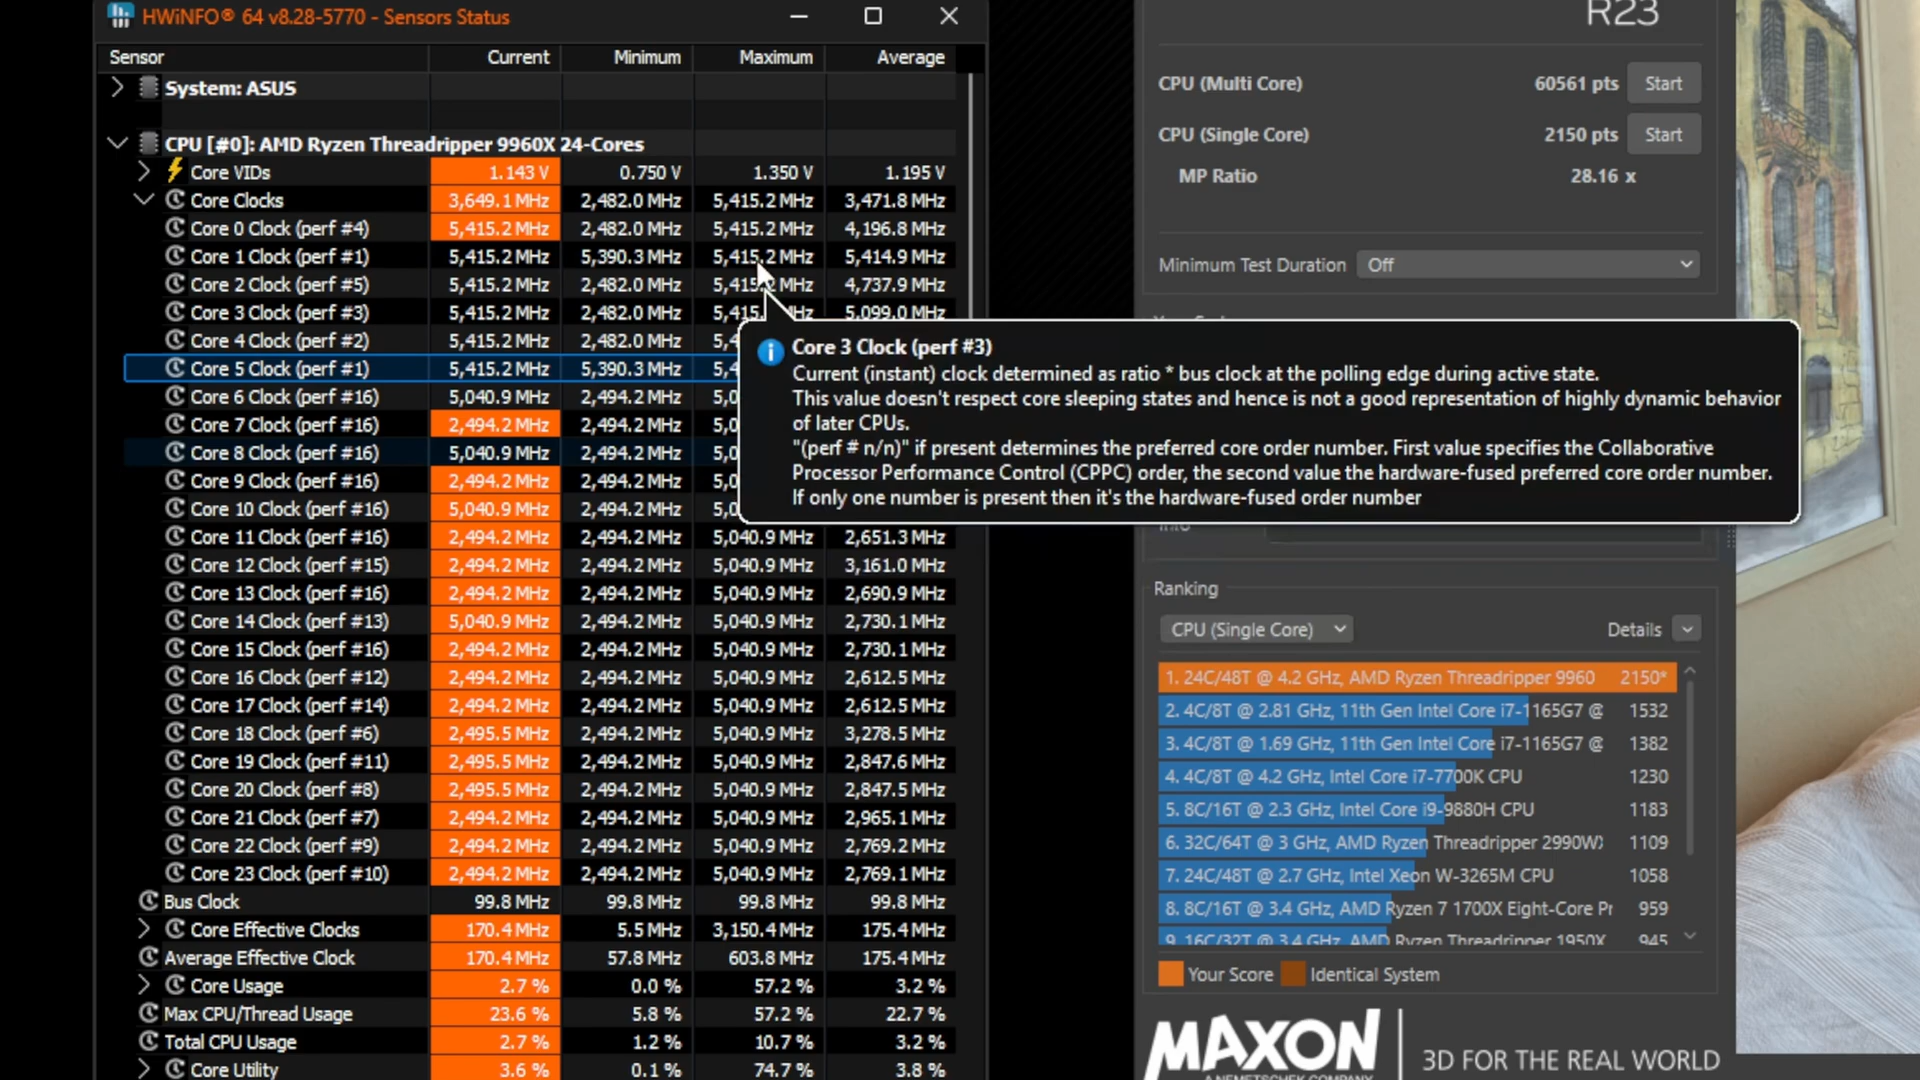 HWiNFO® 64 v8.28-5770 - Sensors Status
Sensor Current Minimum Maximum Average
System: ASUS
CPU [#0]: AMD Ryzen Threadripper 9960X 24-Cores
Core VIDs 1.143 V 0.750 V 1.350 V 1.195 V
Core Clocks 3,649.1 MHz 2,482.0 MHz 5,415.2 MHz 3,471.8 MHz
Core 0 Clock (perf #4) 5,415.2 MHz 2,482.0 MHz 5,415.2 MHz 4,196.8 MHz
Core 1 Clock (perf #1) 5,415.2 MHz 5,390.3 MHz 5,415.2 MHz 5,414.9 MHz
Core 2 Clock (perf #5) 5,415.2 MHz 2,482.0 MHz 5,415.2 MHz 4,737.9 MHz
Core 3 Clock (perf #3) 5,415.2 MHz 2,482.0 MHz 5,415. Hz 5,099.0 MHz
Core 4 Clock (perf #2) 5,415.2 MHz 2,482.0 MHz 5,4
Core 5 Clock (perf #1) 5,415.2 MHz 5,390.3 MHz 5,4
Core 6 Clock (perf #16) 5,040.9 MHz 2,494.2 MHz 5,0
Core 7 Clock (perf #16) 2,494.2 MHz 2,494.2 MHz 5,0
Core 8 Clock (perf #16) 5,040.9 MHz 2,494.2 MHz 5,0
Core 9 Clock (perf #16) 2,494.2 MHz 2,494.2 MHz 5,0
Core 10 Clock (perf #16) 5,040.9 MHz 2,494.2 MHz 5,0
Core 11 Clock (perf #16) 2,494.2 MHz 2,494.2 MHz 5,040.9 MHz 2,651.3 MHz
Core 12 Clock (perf #15) 2,494.2 MHz 2,494.2 MHz 5,040.9 MHz 3,161.0 MHz
Core 13 Clock (perf #16) 2,494.2 MHz 2,494.2 MHz 5,040.9 MHz 2,690.9 MHz
Core 14 Clock (perf #13) 5,040.9 MHz 2,494.2 MHz 5,040.9 MHz 2,730.1 MHz
Core 15 Clock (perf #16) 2,494.2 MHz 2,494.2 MHz 5,040.9 MHz 2,730.1 MHz
Core 16 Clock (perf #12) 2,494.2 MHz 2,494.2 MHz 5,040.9 MHz 2,612.5 MHz
Core 17 Clock (perf #14) 2,494.2 MHz 2,494.2 MHz 5,040.9 MHz 2,612.5 MHz
Core 18 Clock (perf #6) 2,495.5 MHz 2,494.2 MHz 5,040.9 MHz 3,278.5 MHz
Core 19 Clock (perf #11) 2,495.5 MHz 2,494.2 MHz 5,040.9 MHz 2,847.6 MHz
Core 20 Clock (perf #8) 2,495.5 MHz 2,494.2 MHz 5,040.9 MHz 2,847.5 MHz
Core 21 Clock (perf #7) 2,494.2 MHz 2,494.2 MHz 5,040.9 MHz 2,965.1 MHz
Core 22 Clock (perf #9) 2,494.2 MHz 2,494.2 MHz 5,040.9 MHz 2,769.2 MHz
Core 23 Clock (perf #10) 2,494.2 MHz 2,494.2 MHz 5,040.9 MHz 2,769.1 MHz
Bus Clock 99.8 MHz 99.8 MHz 99.8 MHz 99.8 MHz
Core Effective Clocks 170.4 MHz 5.5 MHz 3,150.4 MHz 175.4 MHz
Average Effective Clock 170.4 MHz 57.8 MHz 603.8 MHz 175.4 MHz
Core Usage 2.7 % 0.0 % 57.2 % 3.2 %
Max CPU/Thread Usage 23.6 % 5.8 % 57.2 % 22.7 %
Total CPU Usage 2.7 % 1.2 % 10.7 % 3.2 %
Core Utility 3.6 % 0.1 % 74.7 % 3.8 %
Core 3 Clock (perf #3)
Current (instant) clock determined as ratio * bus clock at the polling edge during active state.
This value doesn't respect core sleeping states and hence is not a good representation of highly dynamic behavior
of later CPUs.
"(perf # n/n)" if present determines the preferred core order number. First value specifies the Collaborative
Processor Performance Control (CPPC) order, the second value the hardware-fused preferred core order number.
If only one number is present then it's the hardware-fused order number
R23
CPU (Multi Core) 60561 pts Start
CPU (Single Core) 2150 pts Start
MP Ratio 28.16 x
Minimum Test Duration Off
Info
Ranking
CPU (Single Core) Details
1. 24C/48T @ 4.2 GHz, AMD Ryzen Threadripper 9960 2150*
2. 4C/8T @ 2.81 GHz, 11th Gen Intel Core i7-1165G7 @ 1532
3. 4C/8T @ 1.69 GHz, 11th Gen Intel Core i7-1165G7 @ 1382
4. 4C/8T @ 4.2 GHz, Intel Core i7-7700K CPU 1230
5. 8C/16T @ 2.3 GHz, Intel Core i9-9880H CPU 1183
6. 32C/64T @ 3 GHz, AMD Ryzen Threadripper 2990WX 1109
7. 24C/48T @ 2.7 GHz, Intel Xeon W-3265M CPU 1058
8. 8C/16T @ 3.4 GHz, AMD Ryzen 7 1700X Eight-Core Pr 959
9. 16C/32T @ 3.4 GHz, AMD Ryzen Threadripper 1950X 945
Your Score Identical System
MAXON
A NEMETSCHEK COMPANY
3D FOR THE REAL WORLD